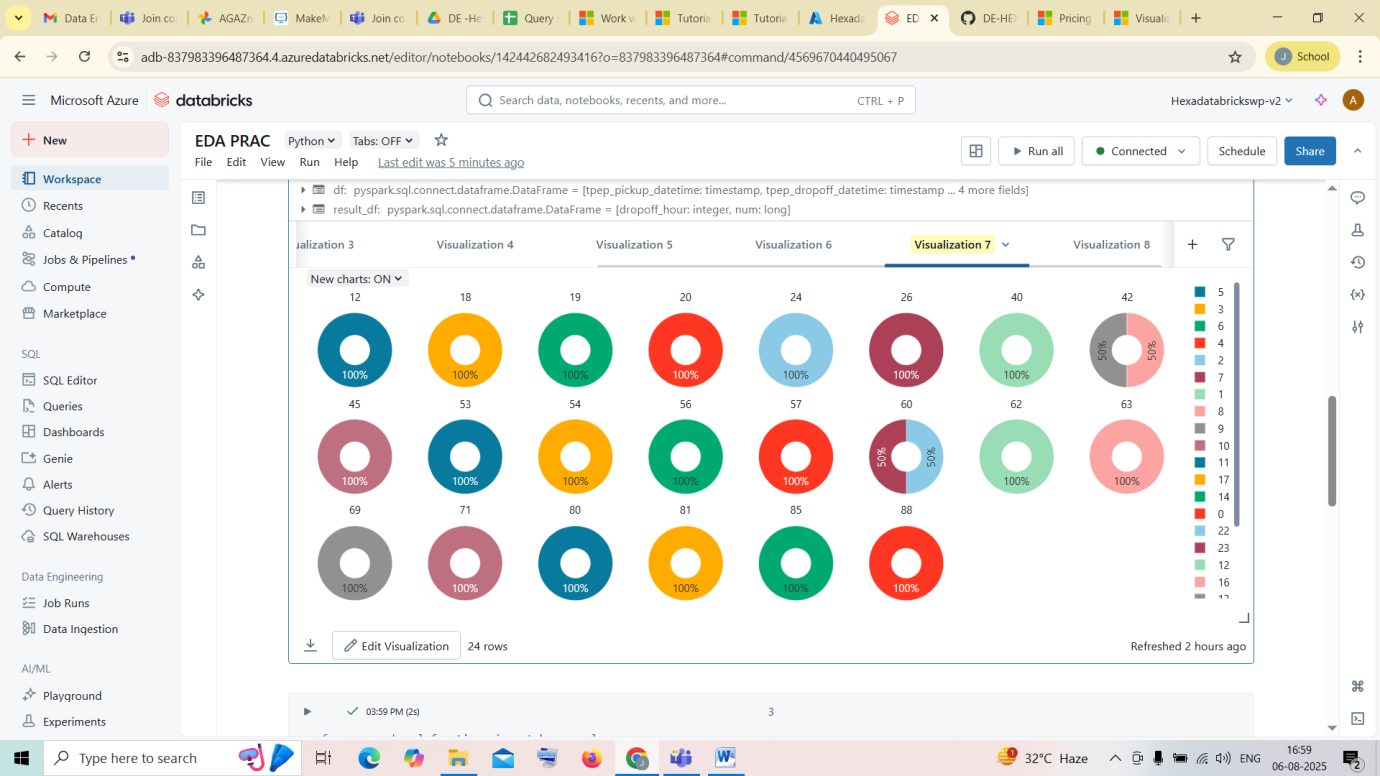 Data En
Join co
AGAZn
MakeM
Join co
DE -He
Query
Work w
Tutoria
Tutoria
Hexada
ED
DE-HEX
Pricing
Visualiz
adb-837983396487364.4.azuredatabricks.net/editor/notebooks/1424426824934​16?o=837983396487364#command/4569670440495067
J School
Microsoft Azure databricks
Search data, notebooks, recents, and more... CTRL + P
Hexadatabrickswp-v2
A
New
Workspace
Recents
Catalog
Jobs & Pipelines
Compute
Marketplace
SQL
SQL Editor
Queries
Dashboards
Genie
Alerts
Query History
SQL Warehouses
Data Engineering
Job Runs
Data Ingestion
AI/ML
Playground
Experiments
EDA PRAC Python Tabs: OFF
File Edit View Run Help Last edit was 5 minutes ago
Run all Connected Schedule Share
df: pyspark.sql.connect.dataframe.DataFrame = [tpep_pickup_datetime: timestamp, tpep_dropoff_datetime: timestamp ... 4 more fields]
result_df: pyspark.sql.connect.dataframe.DataFrame = [dropoff_hour: integer, num: long]
ualization 3 Visualization 4 Visualization 5 Visualization 6 Visualization 7 Visualization 8 +
New charts: ON
12 18 19 20 24 26 40 42
100% 100% 100% 100% 100% 100% 100% 50% 50%
45 53 54 56 57 60 62 63
100% 100% 100% 100% 100% 50% 50% 100% 100%
69 71 80 81 85 88
100% 100% 100% 100% 100% 100%
5
3
6
4
2
7
1
8
9
10
11
17
14
0
22
23
12
16
Edit Visualization 24 rows Refreshed 2 hours ago
03:59 PM (2s) 3
Type here to search
32°C Haze
ENG
16:59
06-08-2025
2